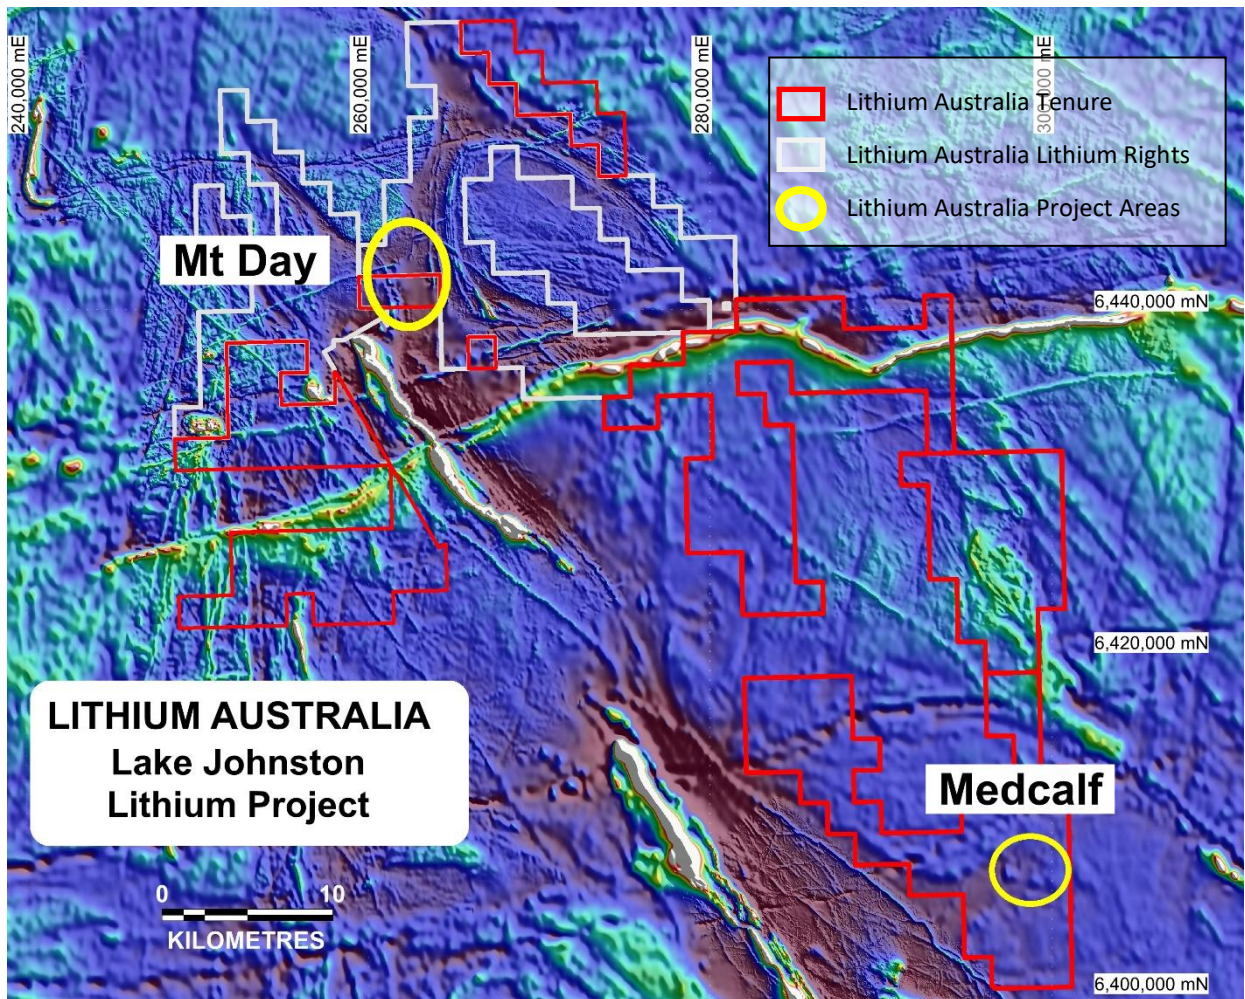 240,000 mE
260,000 mE
280,000 mE
300,000 mE
Lithium Australia Tenure
Lithium Australia Lithium Rights
Lithium Australia Project Areas
Mt Day
6,440,000 mN
6,420,000 mN
LITHIUM AUSTRALIA
Lake Johnston
Lithium Project
Medcalf
0 10
KILOMETRES
6,400,000 mN